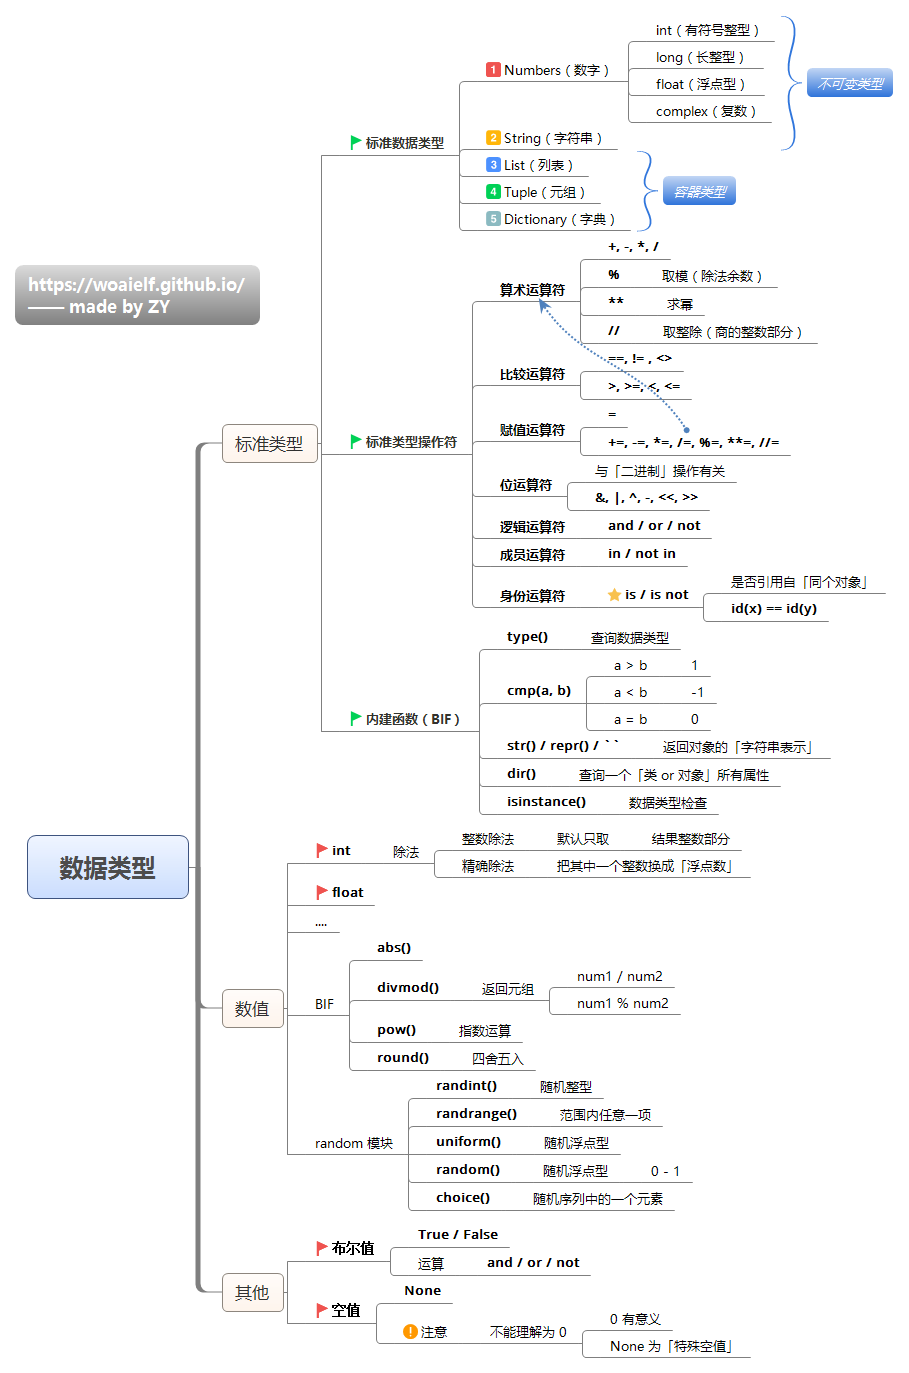 https://woaielf.github.io/
—— made by ZY
数据类型
标准类型
标准数据类型
1 Numbers（数字）
int（有符号整型）
long（长整型）
float（浮点型）
complex（复数）
2 String（字符串）
不可变类型
3 List（列表）
4 Tuple（元组）
5 Dictionary（字典）
容器类型
标准类型操作符
算术运算符
+, -, *, /
% 取模（除法余数）
** 求幂
// 取整除（商的整数部分）
比较运算符
==, != , <>
>, >=, <, <=
赋值运算符
=
+=, -=, *=, /=, %=, **=, //=
位运算符
与「二进制」操作有关
&, |, ^, -, <<, >>
逻辑运算符 and / or / not
成员运算符 in / not in
身份运算符 is / is not
是否引用自「同个对象」
id(x) == id(y)
内建函数（BIF）
type() 查询数据类型
cmp(a, b)
a > b 1
a < b -1
a = b 0
str() / repr() / ` ` 返回对象的「字符串表示」
dir() 查询一个「类 or 对象」所有属性
isinstance() 数据类型检查
数值
int 除法
整数除法 默认只取 结果整数部分
精确除法 把其中一个整数换成「浮点数」
float
....
BIF
abs()
divmod() 返回元组
num1 / num2
num1 % num2
pow() 指数运算
round() 四舍五入
random 模块
randint() 随机整型
randrange() 范围内任意一项
uniform() 随机浮点型
random() 随机浮点型 0 - 1
choice() 随机序列中的一个元素
其他
布尔值
True / False
运算 and / or / not
空值
None
! 注意 不能理解为 0
0 有意义
None 为「特殊空值」